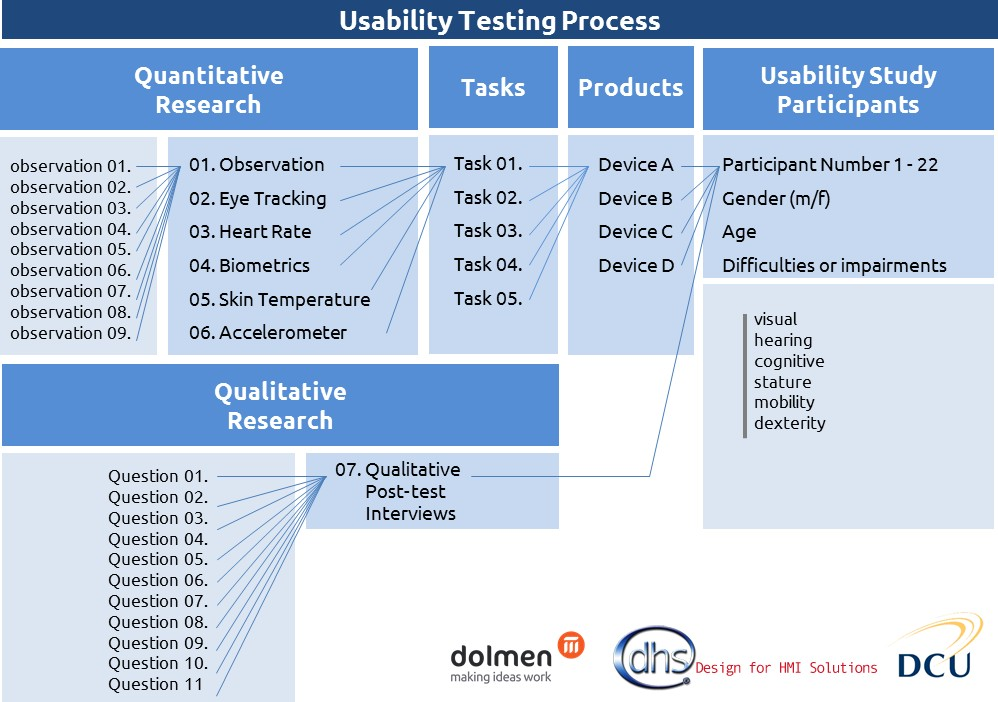 Usability Testing Process
Quantitative
Research
Tasks
Products
Usability Study
Participants
observation 01.
observation 02.
observation 03.
observation 04.
observation 05.
observation 06.
observation 07.
observation 08.
observation 09.
01. Observation
02. Eye Tracking
03. Heart Rate
04. Biometrics
05. Skin Temperature
06. Accelerometer
Task 01.
Task 02.
Task 03.
Task 04.
Task 05.
Device A
Device B
Device C
Device D
Participant Number 1 - 22
Gender (m/f)
Age
Difficulties or impairments
visual
hearing
cognitive
stature
mobility
dexterity
Qualitative
Research
Question 01.
Question 02.
Question 03.
Question 04.
Question 05.
Question 06.
Question 07.
Question 08.
Question 09.
Question 10.
Question 11
07. Qualitative
Post-test
Interviews
dolmen
making ideas work
dhs
Design for HMI Solutions
DCU